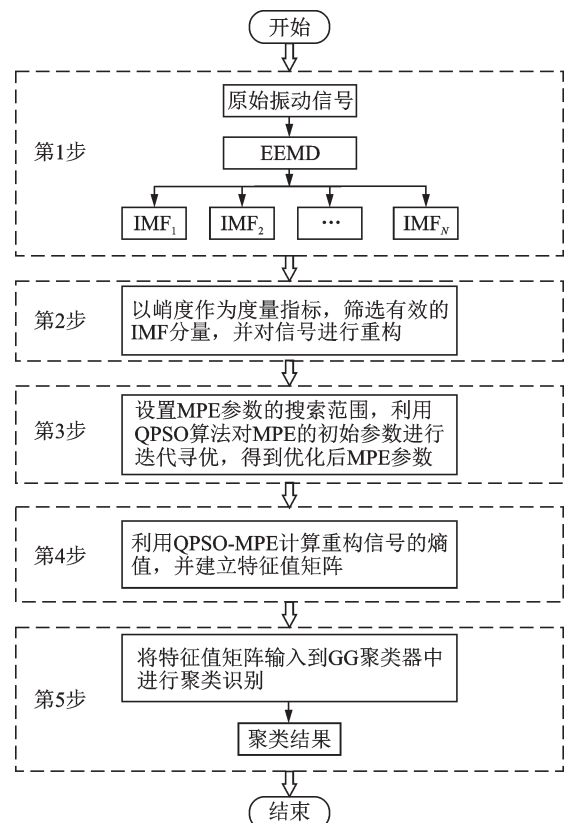 开始
第1步
原始振动信号
EEMD
IMF₁ IMF₂ ··· IMF_N
第2步
以峭度作为度量指标，筛选有效的
IMF分量，并对信号进行重构
第3步
设置MPE参数的搜索范围，利用
QPSO算法对MPE的初始参数进行
迭代寻优，得到优化后MPE参数
第4步
利用QPSO-MPE计算重构信号的熵
值，并建立特征值矩阵
第5步
将特征值矩阵输入到GG聚类器中
进行聚类识别
聚类结果
结束